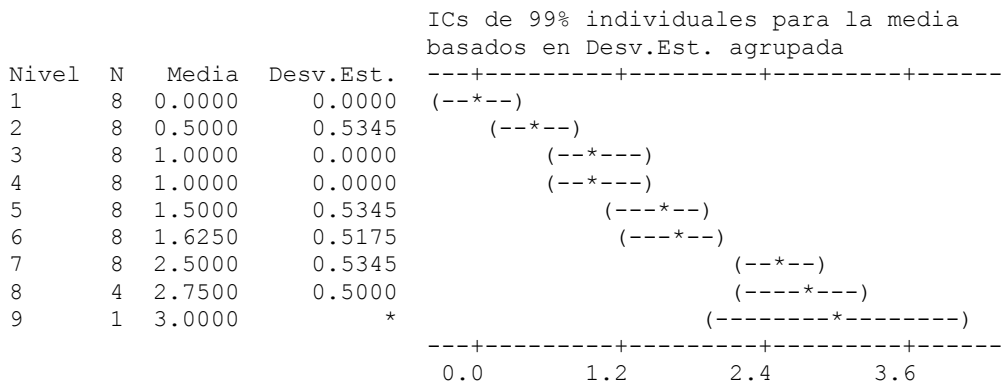 ICs de 99% individuales para la media
basados en Desv.Est. agrupada
Nivel N Media Desv.Est. ---+---------+---------+---------+------
1 8 0.0000 0.0000 (--*--)
2 8 0.5000 0.5345 (--*--)
3 8 1.0000 0.0000 (--*---)
4 8 1.0000 0.0000 (--*---)
5 8 1.5000 0.5345 (---*--)
6 8 1.6250 0.5175 (---*--)
7 8 2.5000 0.5345 (--*--)
8 4 2.7500 0.5000 (----*---)
9 1 3.0000 * (--------*--------)
---+---------+---------+---------+------
0.0 1.2 2.4 3.6